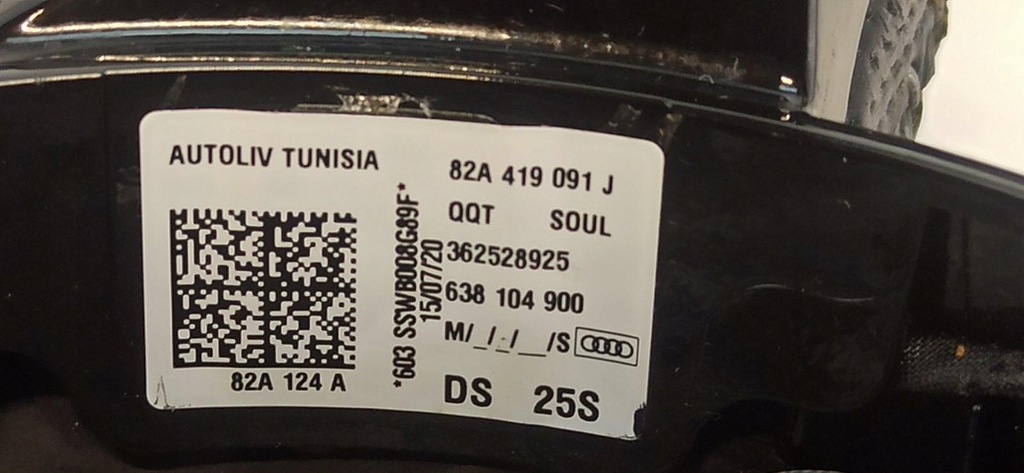 AUTOLIV TUNISIA
82A 124 A
*603 SSWB008G89F*
15/07/20
82A 419 091 J
QQT SOUL
362528925
638 104 900
M/_/_/__/S
DS 25S